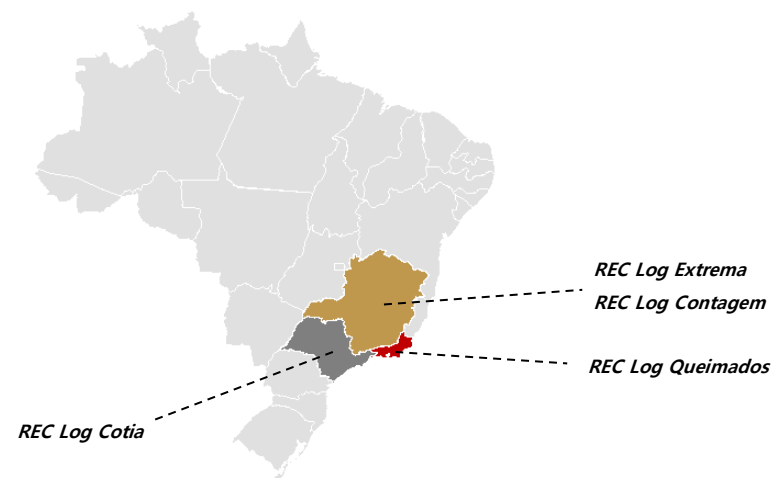 REC Log Extrema
REC Log Contagem
REC Log Queimados
REC Log Cotia